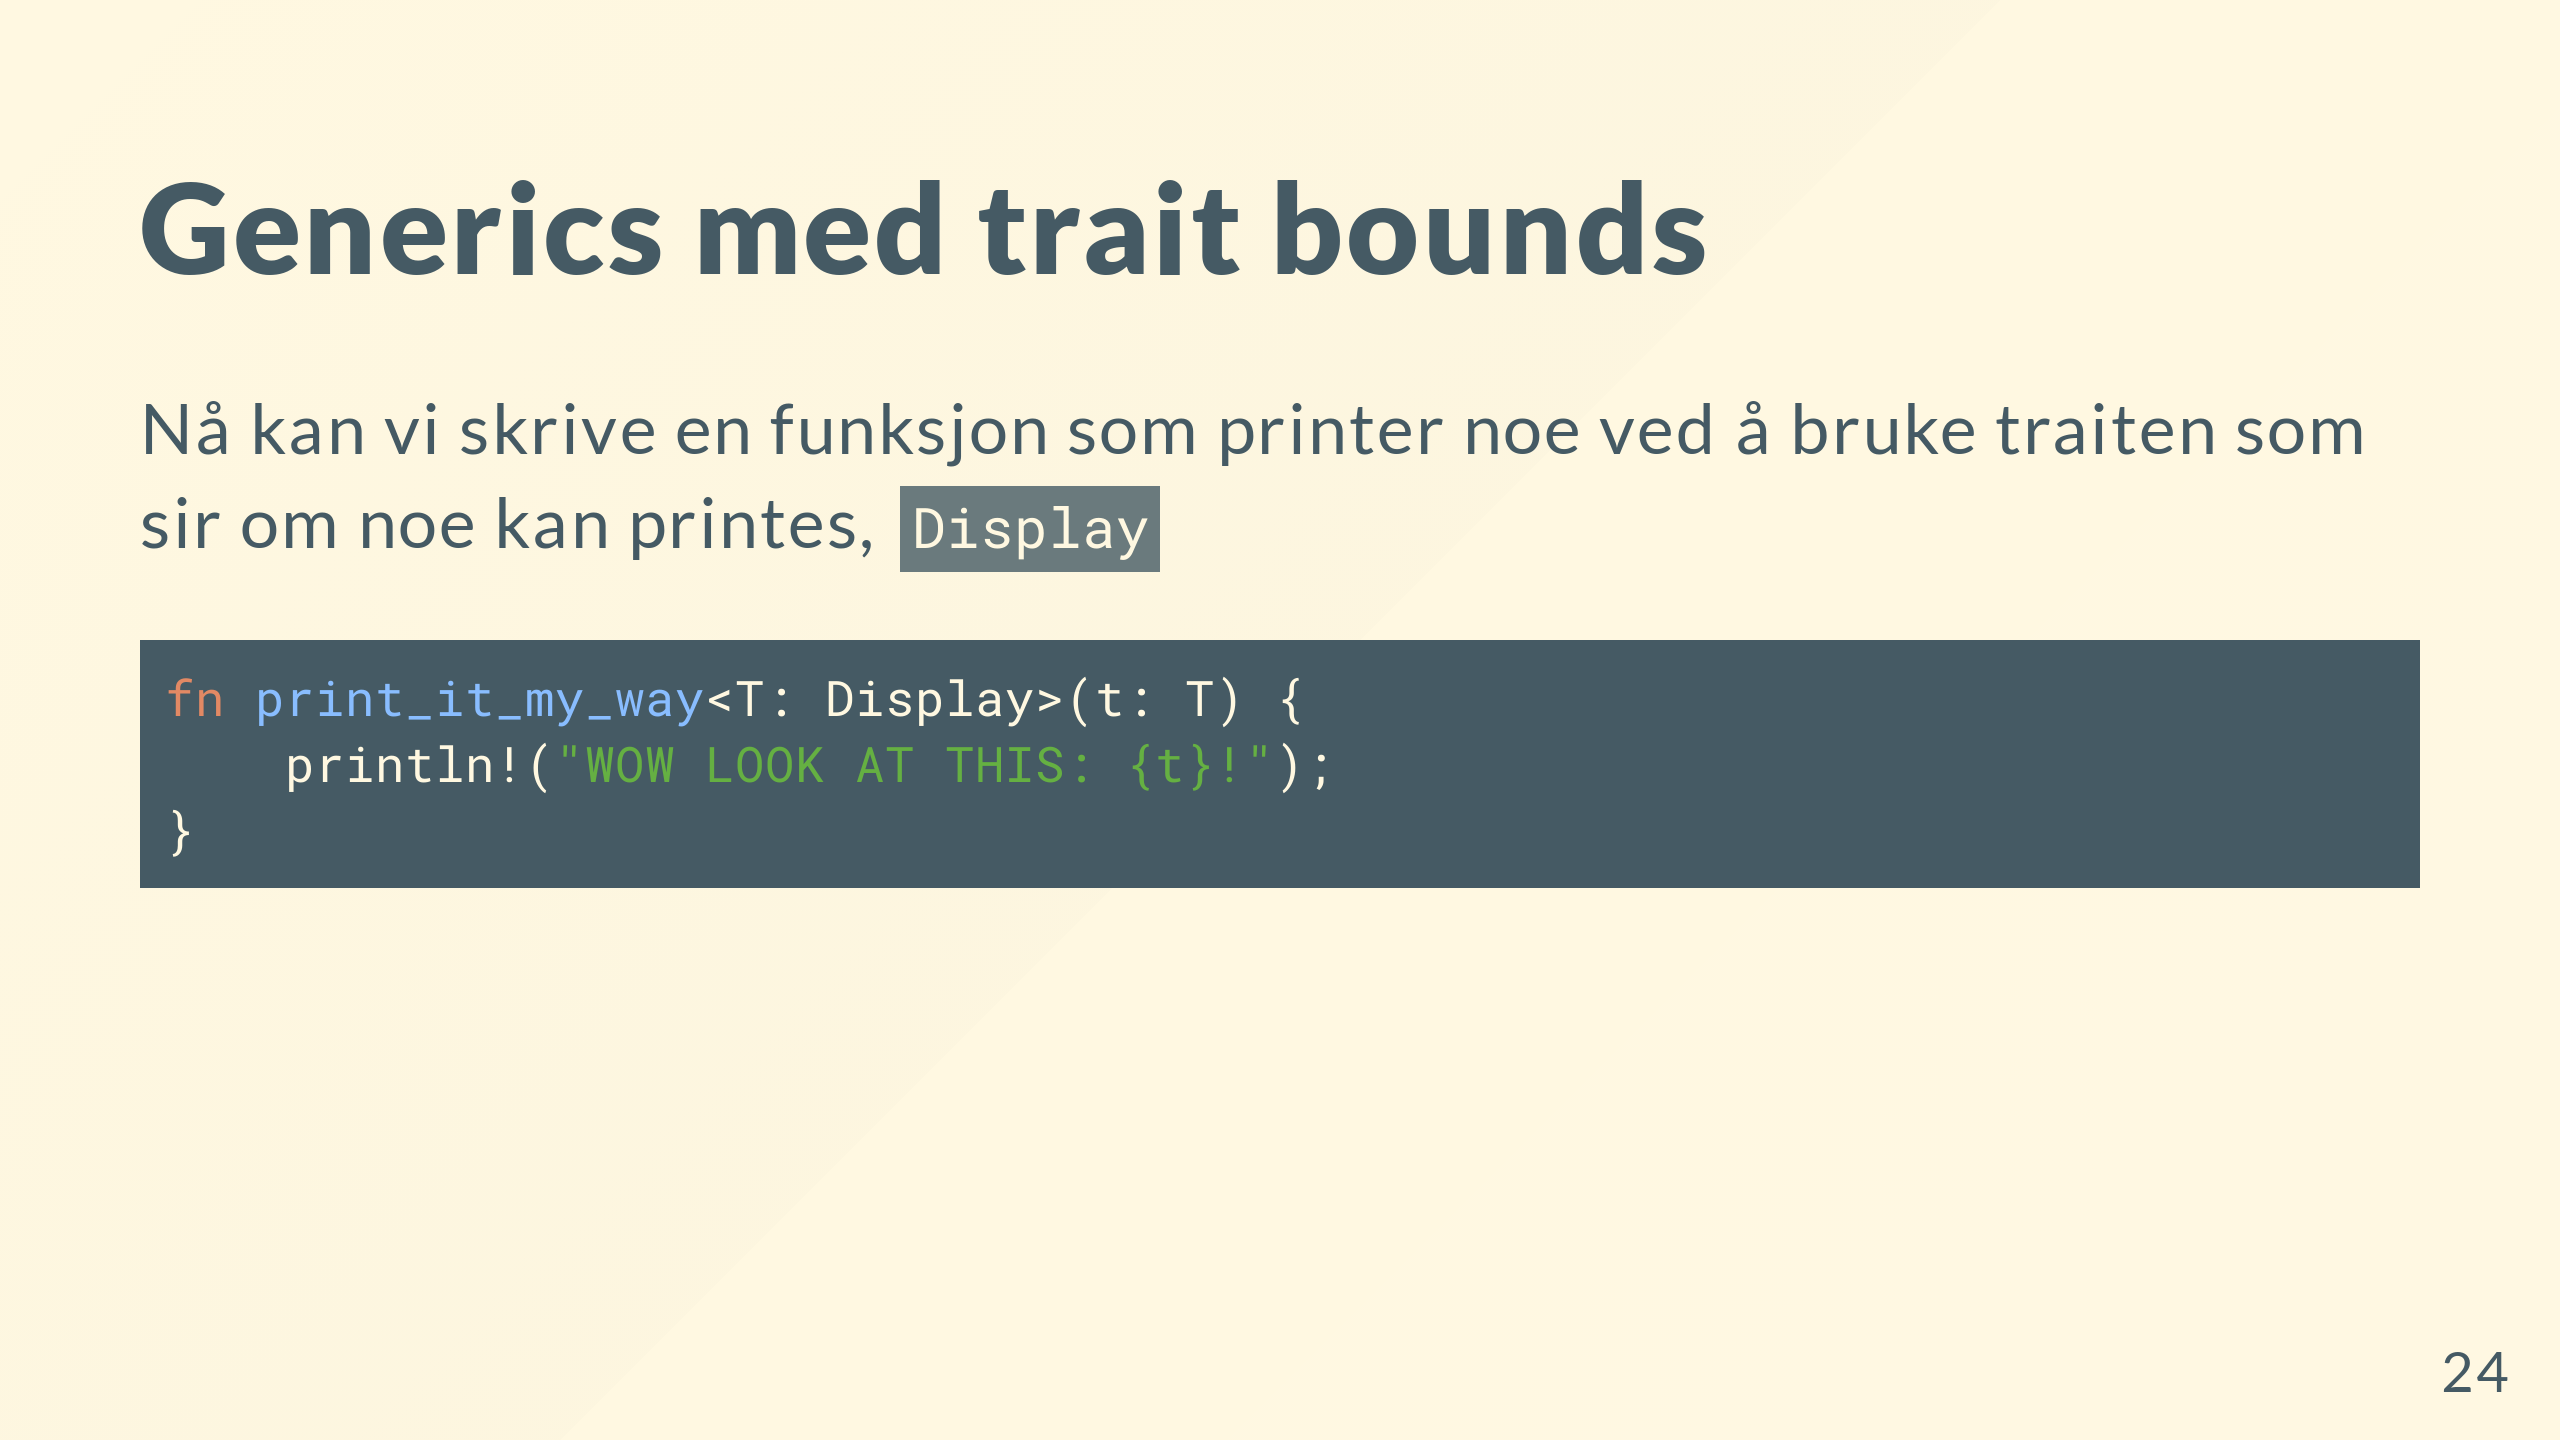 Generics med trait bounds
Nå kan vi skrive en funksjon som printer noe ved å bruke traiten som
sir om noe kan printes, Display
fn print_it_my_way<T: Display>(t: T) {
    println!("WOW LOOK AT THIS: {t}!");
}
24